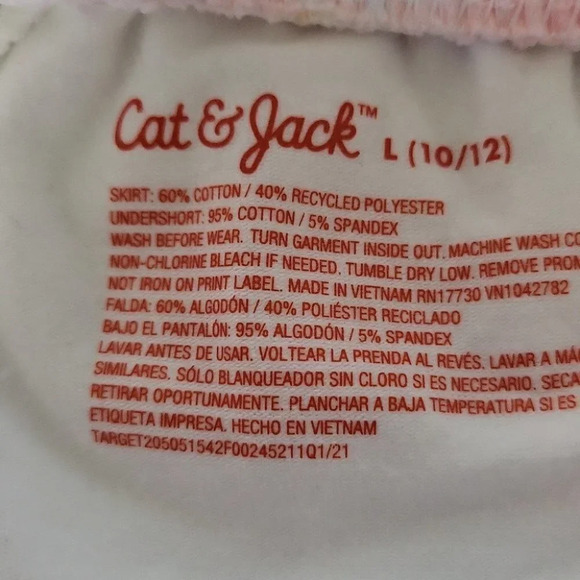 Cat & Jack™ L (10/12)
SKIRT: 60% COTTON / 40% RECYCLED POLYESTER
UNDERSHORT: 95% COTTON / 5% SPANDEX
WASH BEFORE WEAR. TURN GARMENT INSIDE OUT. MACHINE WASH CO
NON-CHLORINE BLEACH IF NEEDED. TUMBLE DRY LOW. REMOVE PROM
NOT IRON ON PRINT LABEL. MADE IN VIETNAM RN17730 VN1042782
FALDA: 60% ALGODÓN / 40% POLIÉSTER RECICLADO
BAJO EL PANTALÓN: 95% ALGODÓN / 5% SPANDEX
LAVAR ANTES DE USAR. VOLTEAR LA PRENDA AL REVÉS. LAVAR A MÁ
SIMILARES. SÓLO BLANQUEADOR SIN CLORO SI ES NECESARIO. SECA
RETIRAR OPORTUNAMENTE. PLANCHAR A BAJA TEMPERATURA SI ES
ETIQUETA IMPRESA. HECHO EN VIETNAM
TARGET205051542F00245211Q1/21